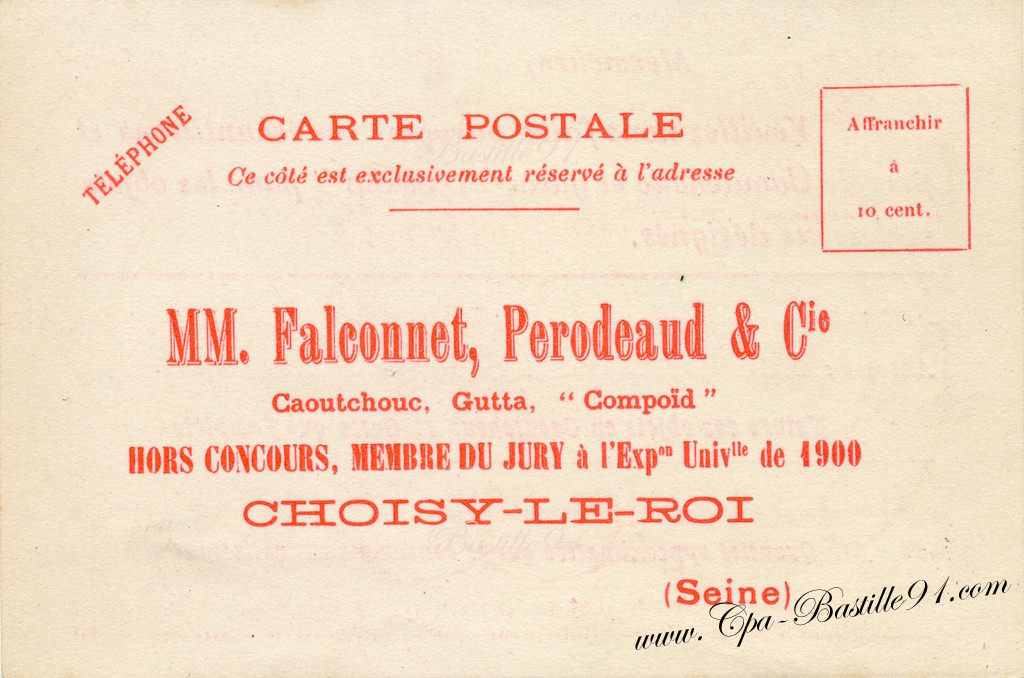 TÉLÉPHONE
CARTE POSTALE
Ce côté est exclusivement réservé à l'adresse
Affranchir
à
10 cent.
MM. Falconnet, Perodeaud & Cie
Caoutchouc, Gutta, “ Compoïd ”
HORS CONCOURS, MEMBRE DU JURY à l'Expon Univlle de 1900
CHOISY-LE-ROI
(Seine)
www.Cpa-Bastille91.com